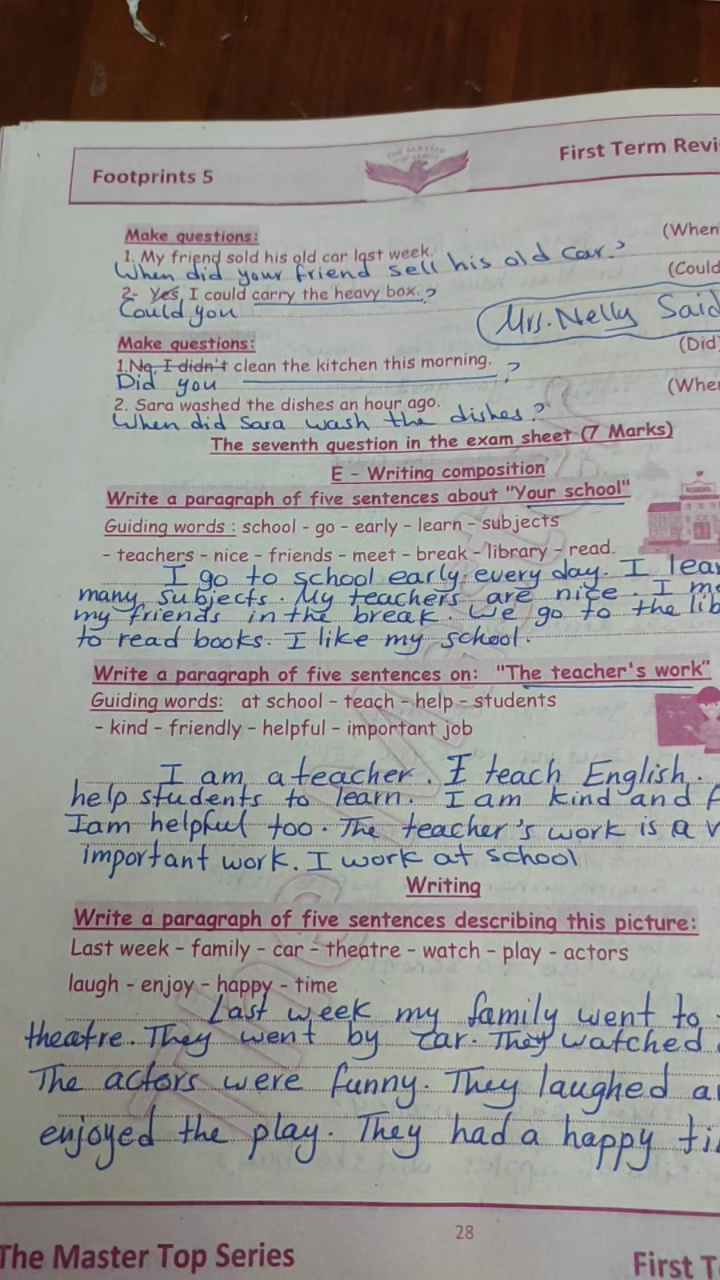 Footprints 5
THE MASTER
TOP SERIES
First Term Revi
Make questions:
1. My friend sold his old car last week. (When
When did your friend sell his old car?
(Could
2- Yes, I could carry the heavy box.?
Could you
Mrs. Nelly Said
Make questions: (Did)
1.No, I didn't clean the kitchen this morning. ?
Did you
2. Sara washed the dishes an hour ago. (Whe
When did Sara wash the dishes?
The seventh question in the exam sheet (7 Marks)
E - Writing composition
Write a paragraph of five sentences about "Your school"
Guiding words : school - go - early - learn - subjects
- teachers - nice - friends - meet - break - library - read.
I go to school early every day. I lear
many subjects. My teachers are nice. I m
my friends in the break. We go to the lib
to read books. I like my school.
Write a paragraph of five sentences on: "The teacher's work"
Guiding words: at school - teach - help - students
- kind - friendly - helpful - important job
I am a teacher. I teach English.
help students to learn. I am kind and f
I am helpful too. The teacher's work is a v
important work. I work at school
Writing
Write a paragraph of five sentences describing this picture:
Last week - family - car - theatre - watch - play - actors
laugh - enjoy - happy - time
Last week my family went to
theatre. They went by car. They watched
The actors were funny. They laughed a
enjoyed the play. They had a happy ti
28
The Master Top Series
First T